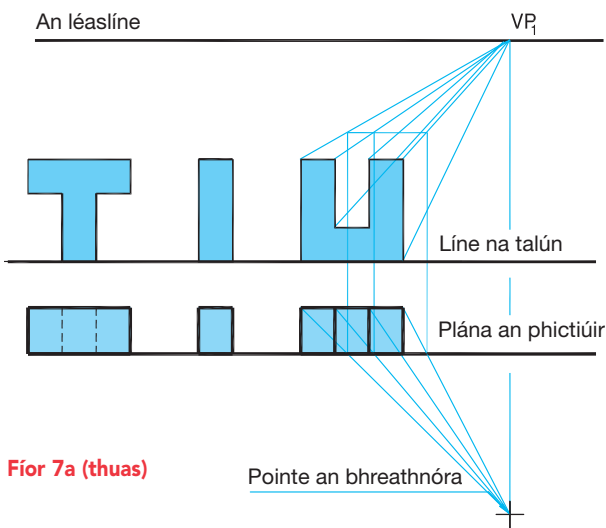 An léaslíne
VP1
Líne na talún
Plána an phictiúir
Fíor 7a (thuas)
Pointe an bhreathnóra